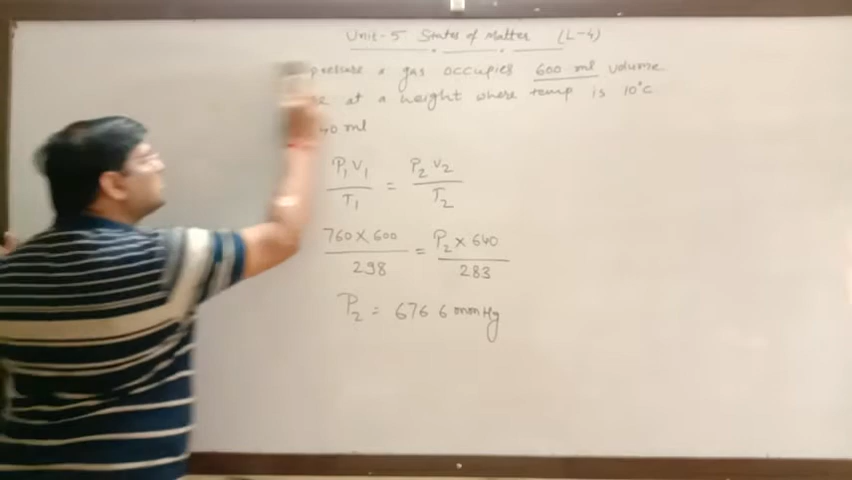 Unit-5 States of Matter (L-4)
pressure a gas occupies 600 ml volume
at a height where temp is 10°C
40 ml
P₁V₁/T₁ = P₂V₂/T₂
760×600/298 = P₂×640/283
P₂ = 676.6 mmHg